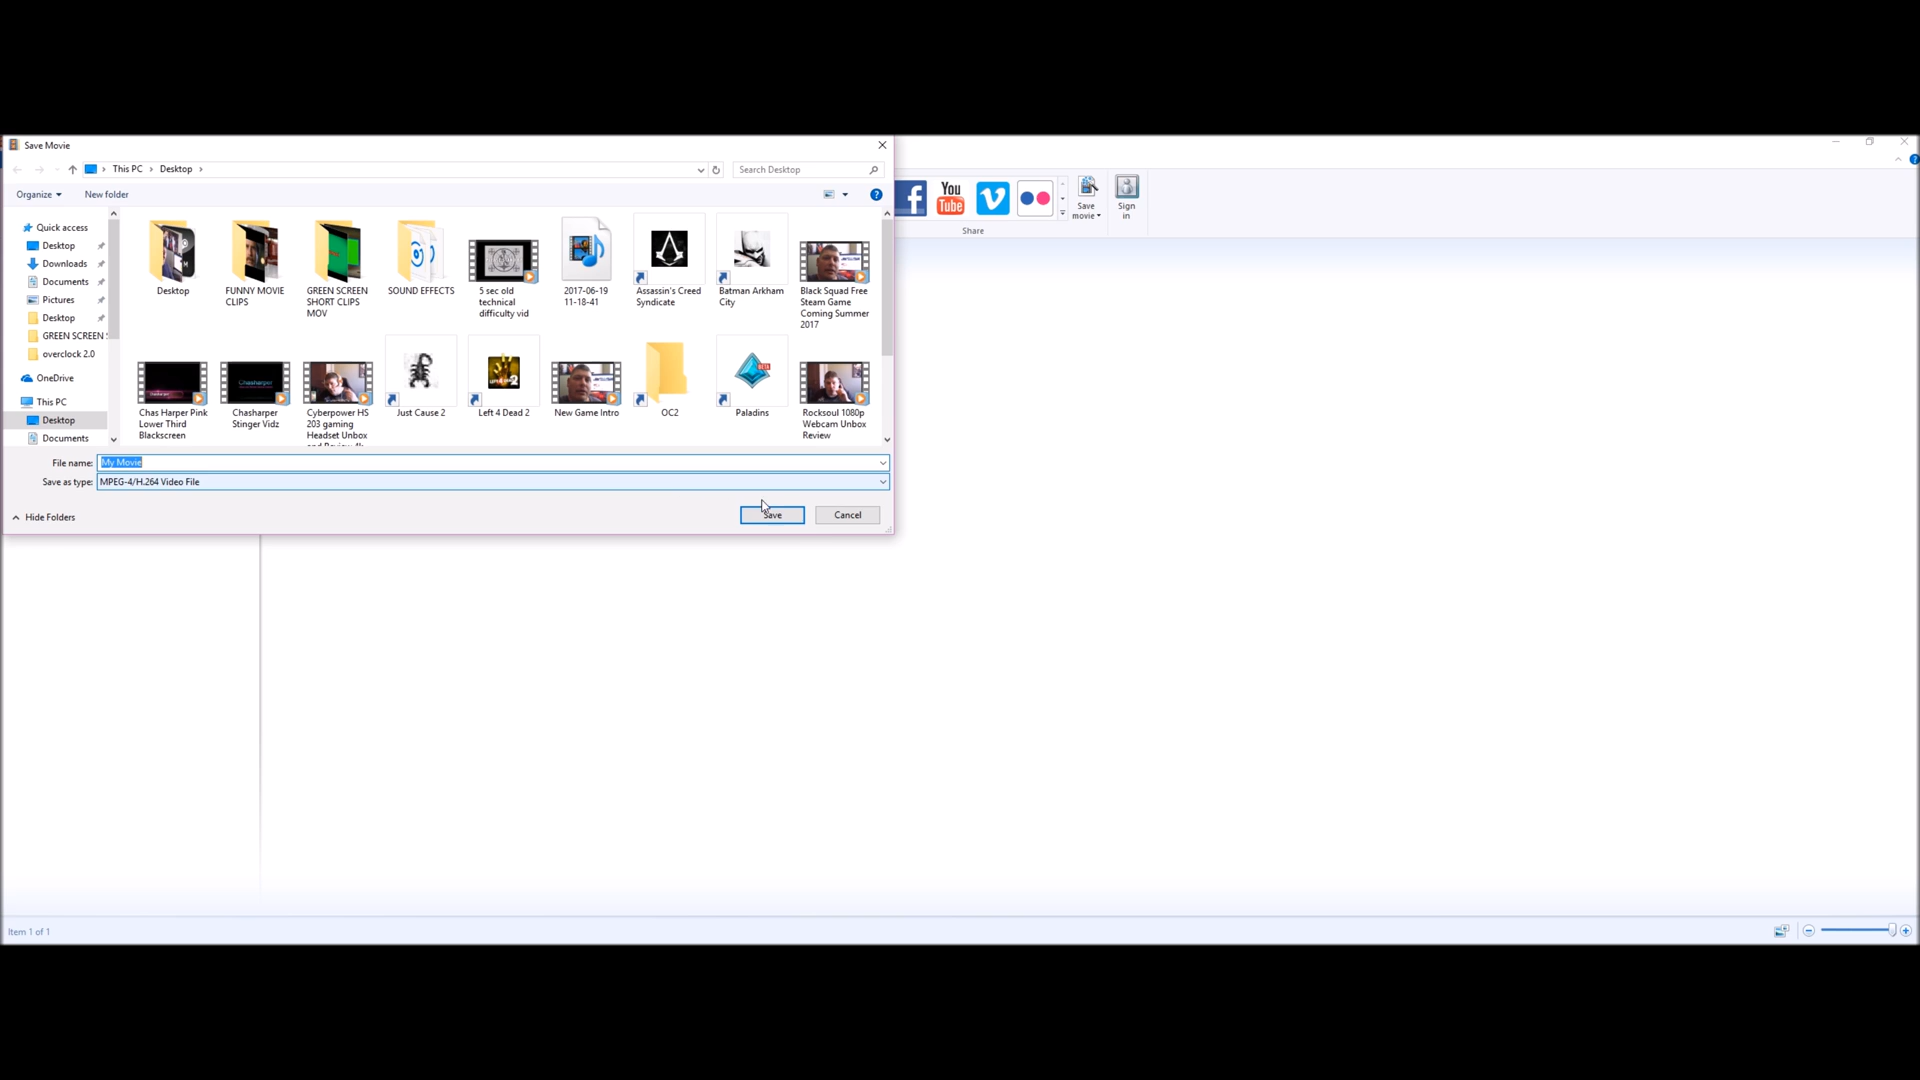 Save Movie
This PC
Desktop
Search Desktop
Organize
New folder
Quick access
Desktop
Downloads
Documents
Pictures
Desktop
GREEN SCREEN
overclock 2.0
OneDrive
This PC
Desktop
Documents
Desktop
FUNNY MOVIE
CLIPS
GREEN SCREEN
SHORT CLIPS
MOV
SOUND EFFECTS
5 sec old
technical
difficulty vid
2017-06-19
11-18-41
Assassin's Creed
Syndicate
Batman Arkham
City
Black Squad Free
Steam Game
Coming Summer
2017
Chas Harper Pink
Lower Third
Blackscreen
Chasharper
Chasharper
Stinger Vidz
Cyberpower HS
203 gaming
Headset Unbox
and Review 4k
Just Cause 2
Left 4 Dead 2
New Game Intro
OC2
BETA
Paladins
Rocksoul 1080p
Webcam Unbox
Review
File name: My Movie
Save as type: MPEG-4/H.264 Video File
Hide Folders
Save
Cancel
You
Tube
Save
movie
Sign
in
Share
Item 1 of 1